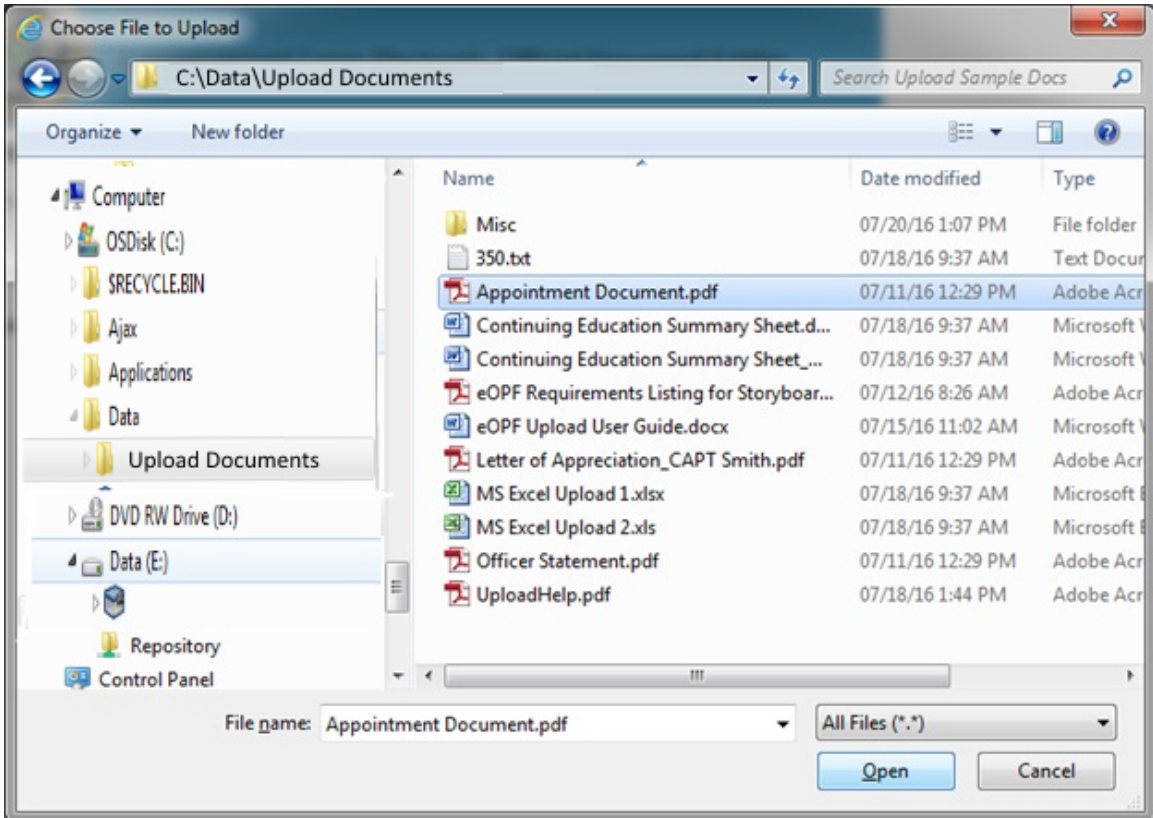 Choose File to Upload
C:\Data\Upload Documents
Search Upload Sample Docs
Organize
New folder
Computer
OSDisk (C:)
$RECYCLE.BIN
Ajax
Applications
Data
Upload Documents
DVD RW Drive (D:)
Data (E:)
Repository
Control Panel
Name Date modified Type
Misc 07/20/16 1:07 PM File folder
350.txt 07/18/16 9:37 AM Text Docur
Appointment Document.pdf 07/11/16 12:29 PM Adobe Acr
Continuing Education Summary Sheet.d... 07/18/16 9:37 AM Microsoft W
Continuing Education Summary Sheet_... 07/18/16 9:37 AM Microsoft W
eOPF Requirements Listing for Storyboar... 07/12/16 8:26 AM Adobe Acr
eOPF Upload User Guide.docx 07/15/16 11:02 AM Microsoft W
Letter of Appreciation_CAPT Smith.pdf 07/11/16 12:29 PM Adobe Acr
MS Excel Upload 1.xlsx 07/18/16 9:37 AM Microsoft E
MS Excel Upload 2.xls 07/18/16 9:37 AM Microsoft E
Officer Statement.pdf 07/11/16 12:29 PM Adobe Acr
UploadHelp.pdf 07/18/16 1:44 PM Adobe Acr
File name: Appointment Document.pdf
All Files (*.*)
Open
Cancel